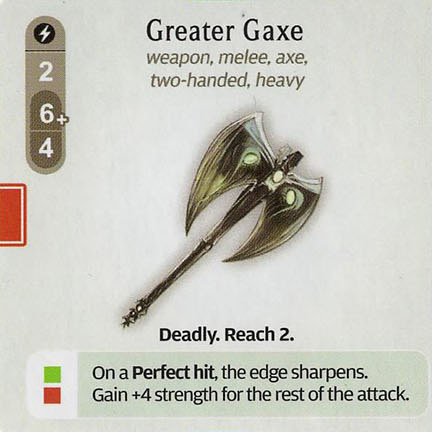 Greater Gaxe
weapon, melee, axe,
two-handed, heavy
2
6+
4
Deadly. Reach 2.
On a Perfect hit, the edge sharpens.
Gain +4 strength for the rest of the attack.